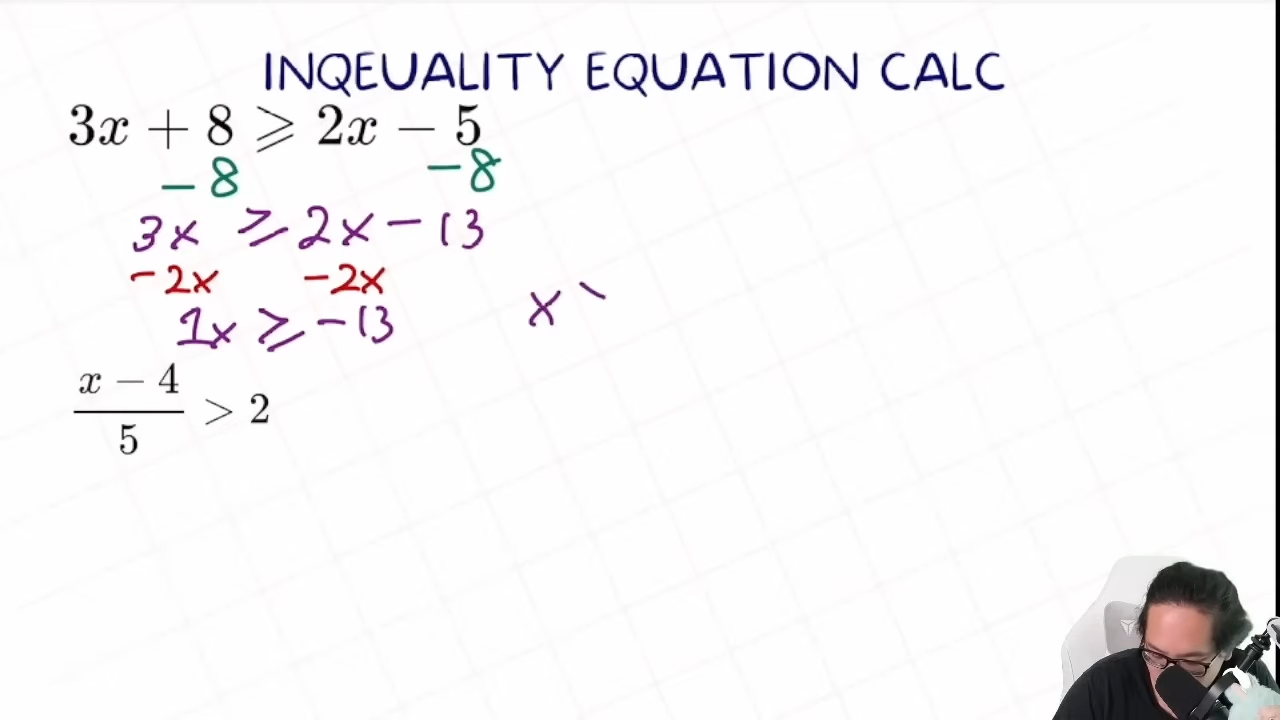 INQEUALITY EQUATION CALC
3x + 8 ⩾ 2x − 5
−8 −8
3x ≥ 2x − 13
−2x −2x
1x ≥ −13 x
x − 4
> 2
5